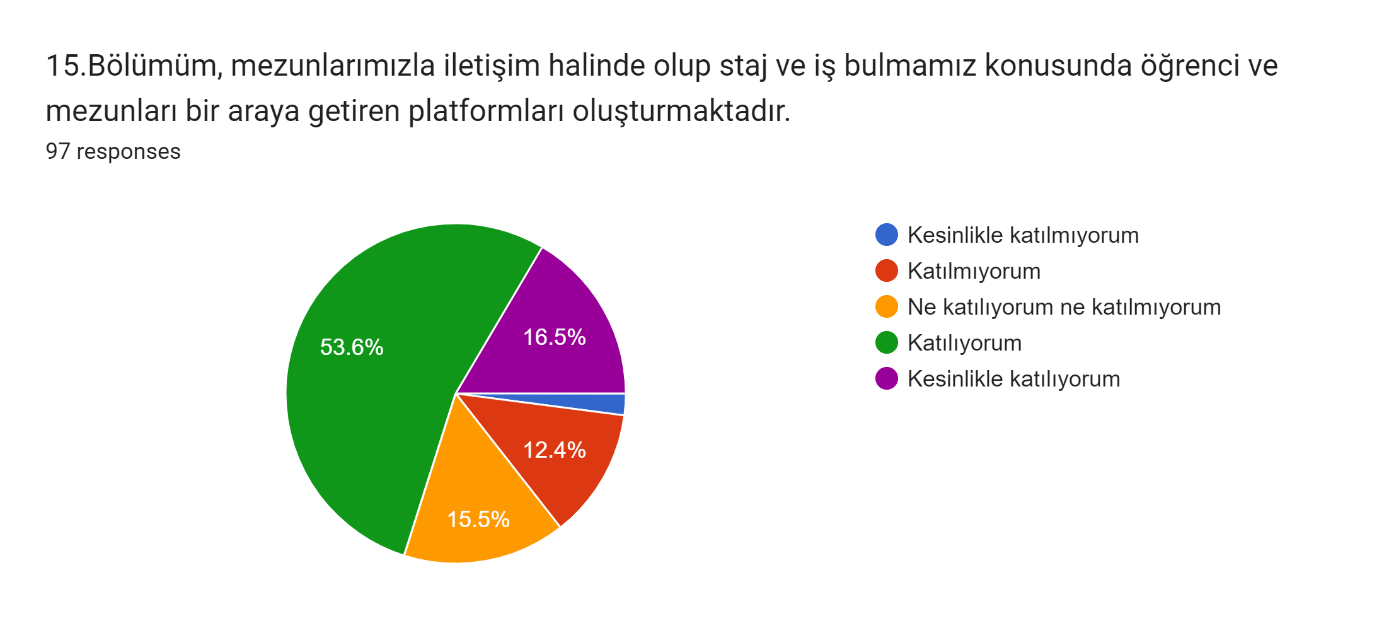 15.Bölümüm, mezunlarımızla iletişim halinde olup staj ve iş bulmamız konusunda öğrenci ve
mezunları bir araya getiren platformları oluşturmaktadır.
97 responses
Kesinlikle katılmıyorum
Katılmıyorum
Ne katılıyorum ne katılmıyorum
Katılıyorum
Kesinlikle katılıyorum
16.5%
53.6%
12.4%
15.5%